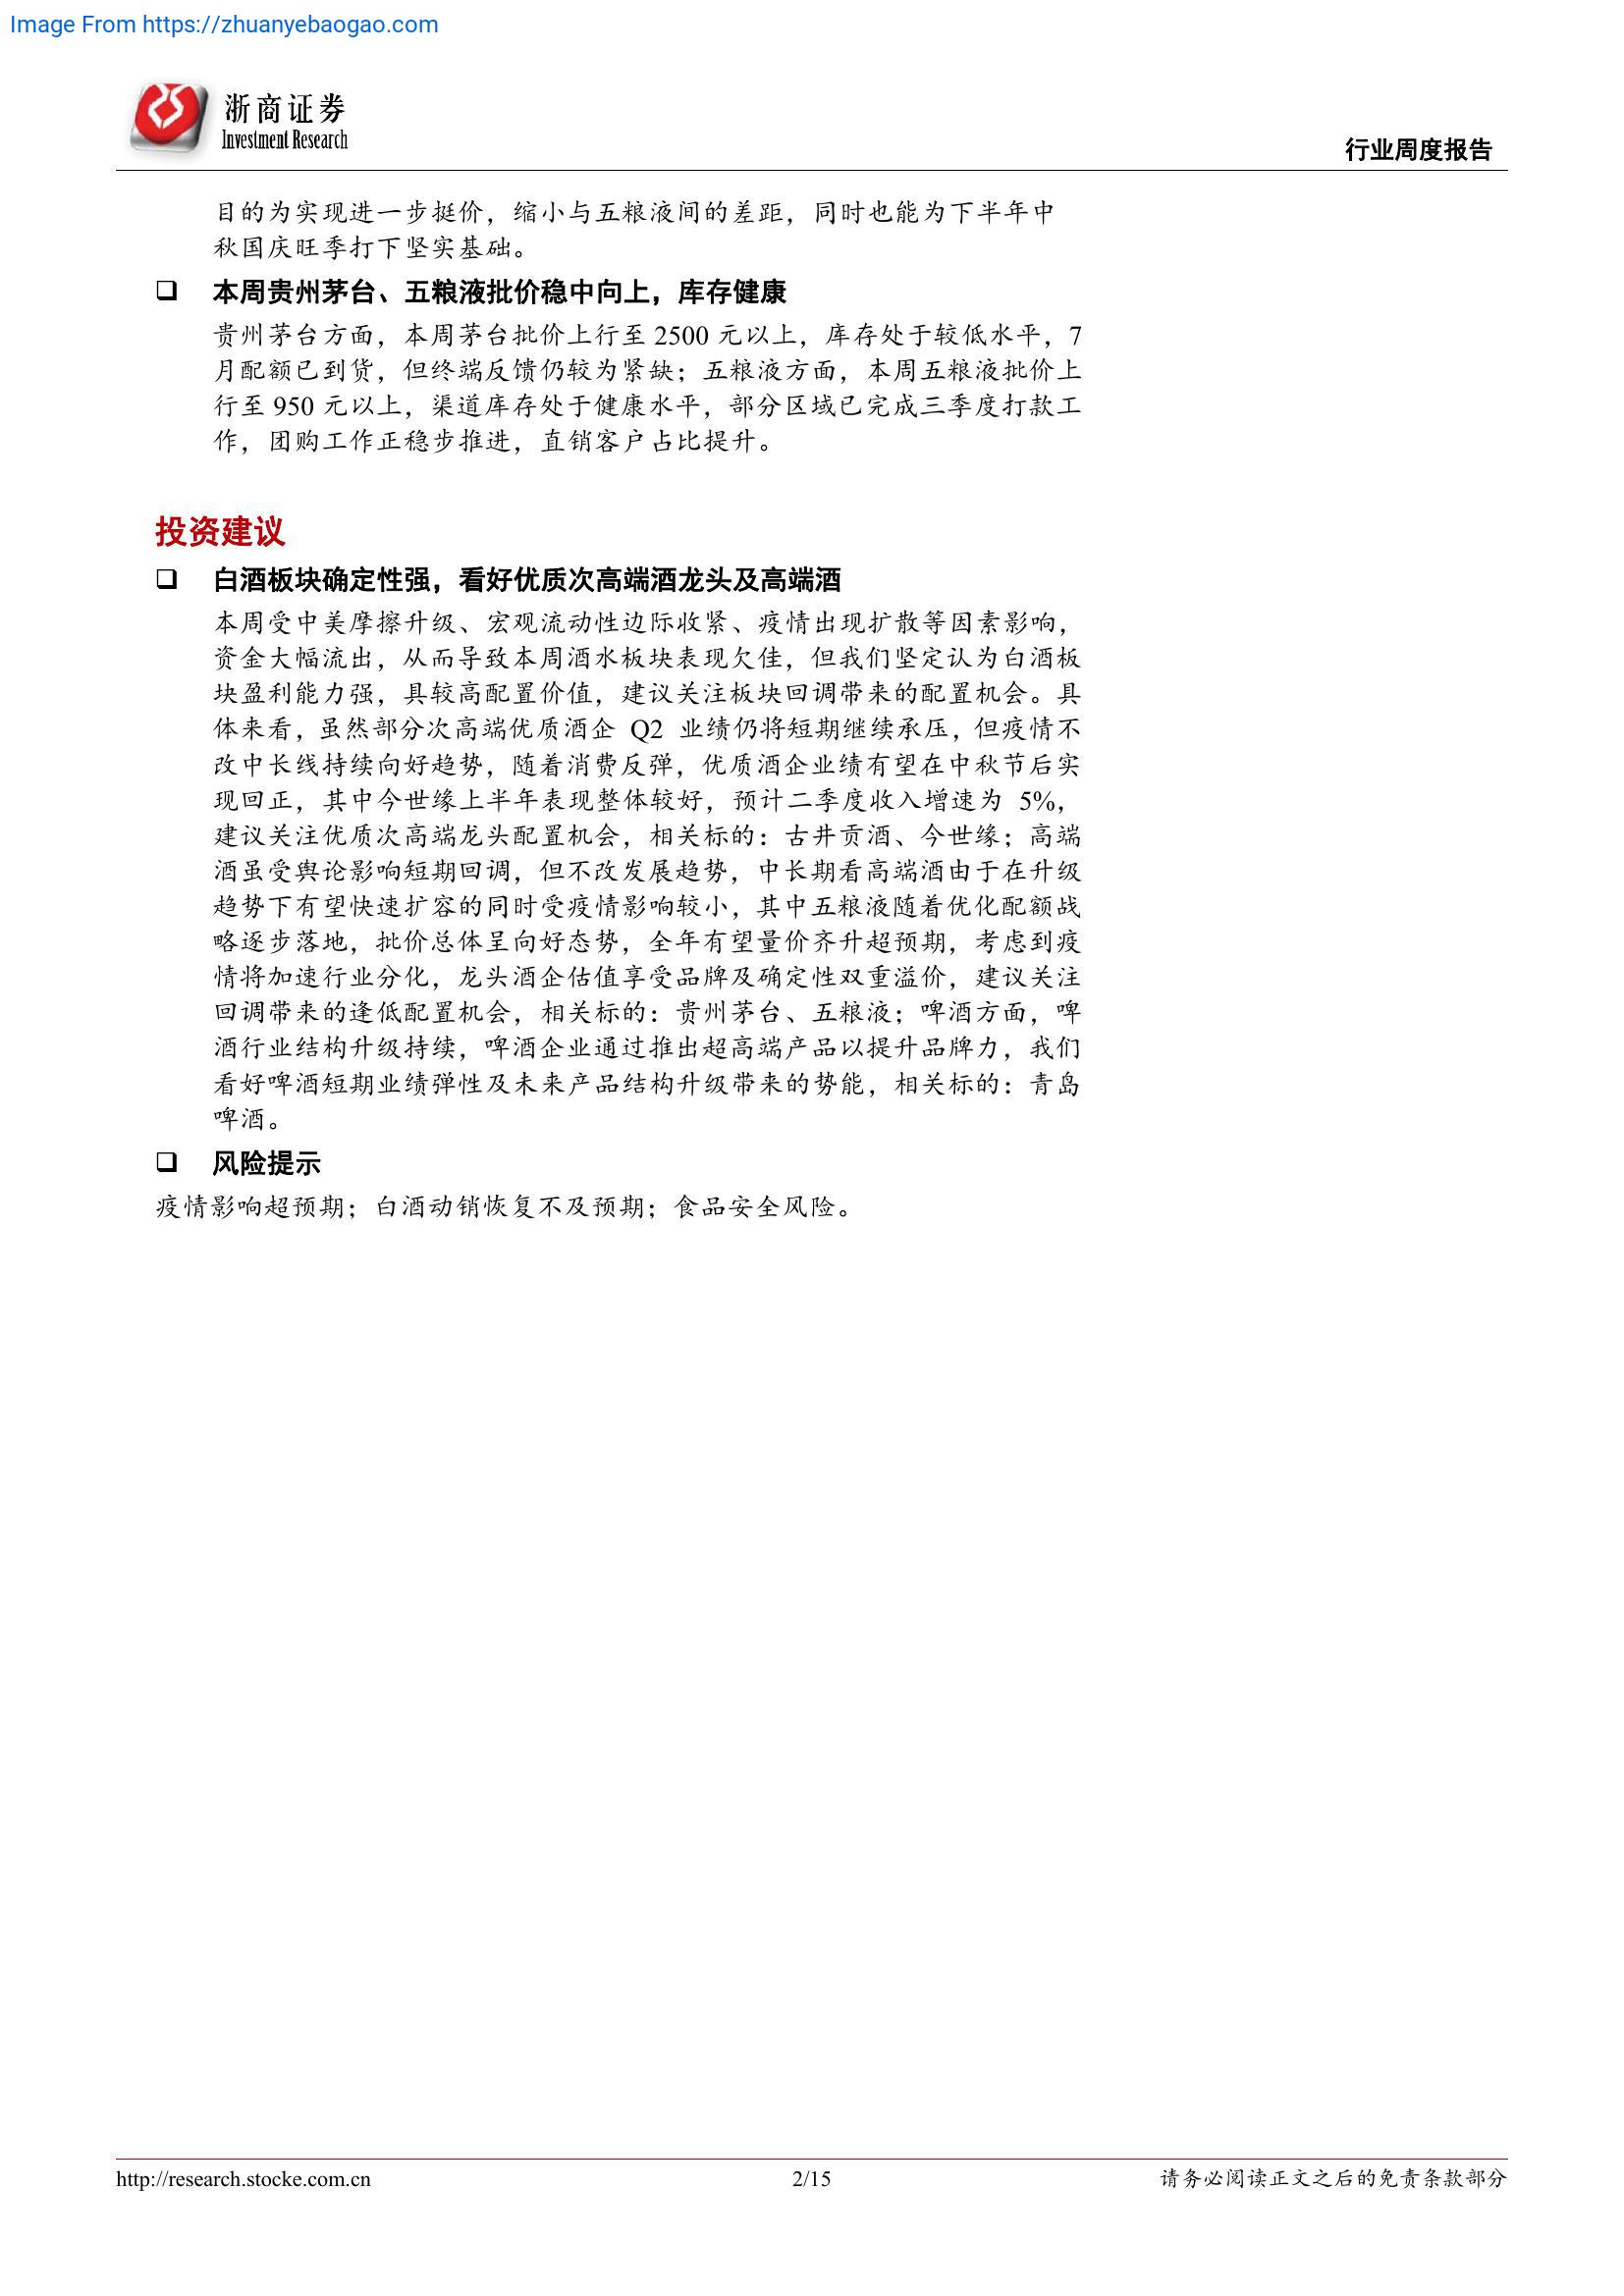 Image From https://zhuanyebaogao.com
浙商证券
Investment Research
行业周度报告
目的为实现进一步挺价，缩小与五粮液间的差距，同时也能为下半年中
秋国庆旺季打下坚实基础。
❑ 本周贵州茅台、五粮液批价稳中向上，库存健康
贵州茅台方面，本周茅台批价上行至 2500 元以上，库存处于较低水平，7
月配额已到货，但终端反馈仍较为紧缺；五粮液方面，本周五粮液批价上
行至 950 元以上，渠道库存处于健康水平，部分区域已完成三季度打款工
作，团购工作正稳步推进，直销客户占比提升。
投资建议
❑ 白酒板块确定性强，看好优质次高端酒龙头及高端酒
本周受中美摩擦升级、宏观流动性边际收紧、疫情出现扩散等因素影响，
资金大幅流出，从而导致本周酒水板块表现欠佳，但我们坚定认为白酒板
块盈利能力强，具较高配置价值，建议关注板块回调带来的配置机会。具
体来看，虽然部分次高端优质酒企 Q2 业绩仍将短期继续承压，但疫情不
改中长线持续向好趋势，随着消费反弹，优质酒企业绩有望在中秋节后实
现回正，其中今世缘上半年表现整体较好，预计二季度收入增速为 5%，
建议关注优质次高端龙头配置机会，相关标的：古井贡酒、今世缘；高端
酒虽受舆论影响短期回调，但不改发展趋势，中长期看高端酒由于在升级
趋势下有望快速扩容的同时受疫情影响较小，其中五粮液随着优化配额战
略逐步落地，批价总体呈向好态势，全年有望量价齐升超预期，考虑到疫
情将加速行业分化，龙头酒企估值享受品牌及确定性双重溢价，建议关注
回调带来的逢低配置机会，相关标的：贵州茅台、五粮液；啤酒方面，啤
酒行业结构升级持续，啤酒企业通过推出超高端产品以提升品牌力，我们
看好啤酒短期业绩弹性及未来产品结构升级带来的势能，相关标的：青岛
啤酒。
❑ 风险提示
疫情影响超预期；白酒动销恢复不及预期；食品安全风险。
http://research.stocke.com.cn
2/15
请务必阅读正文之后的免责条款部分